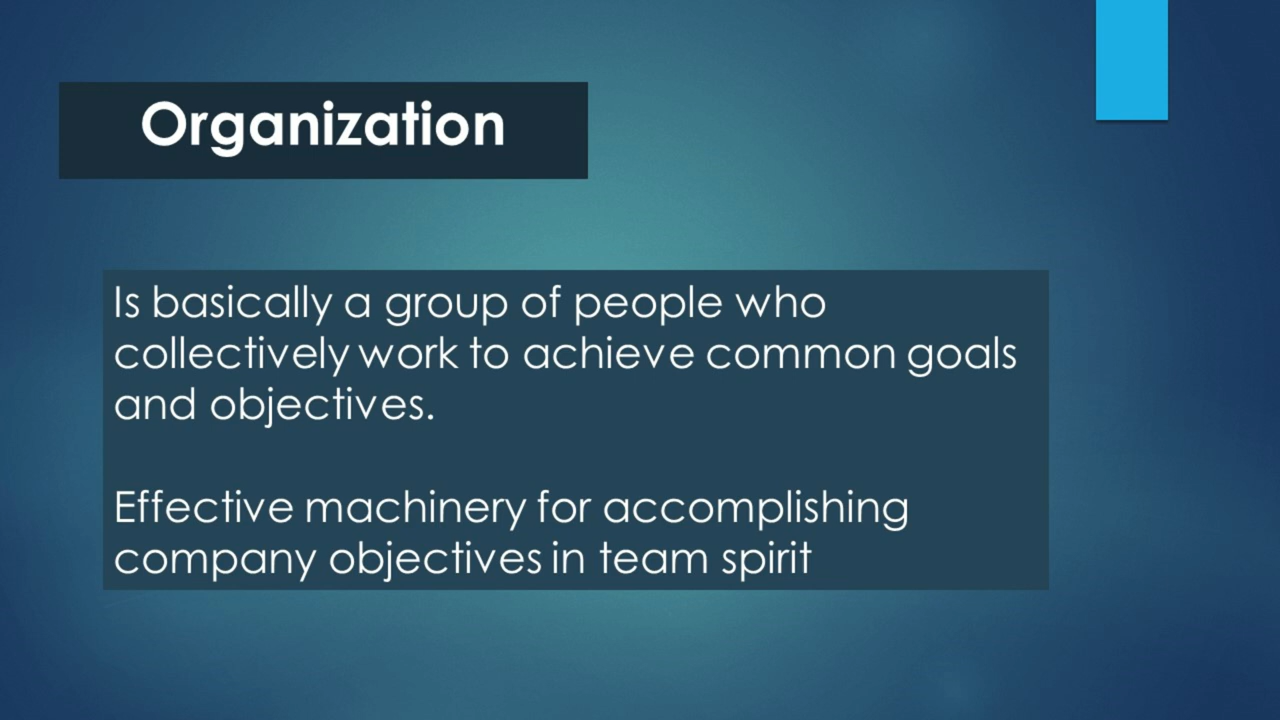 Organization
Is basically a group of people who
collectively work to achieve common goals
and objectives.
Effective machinery for accomplishing
company objectives in team spirit